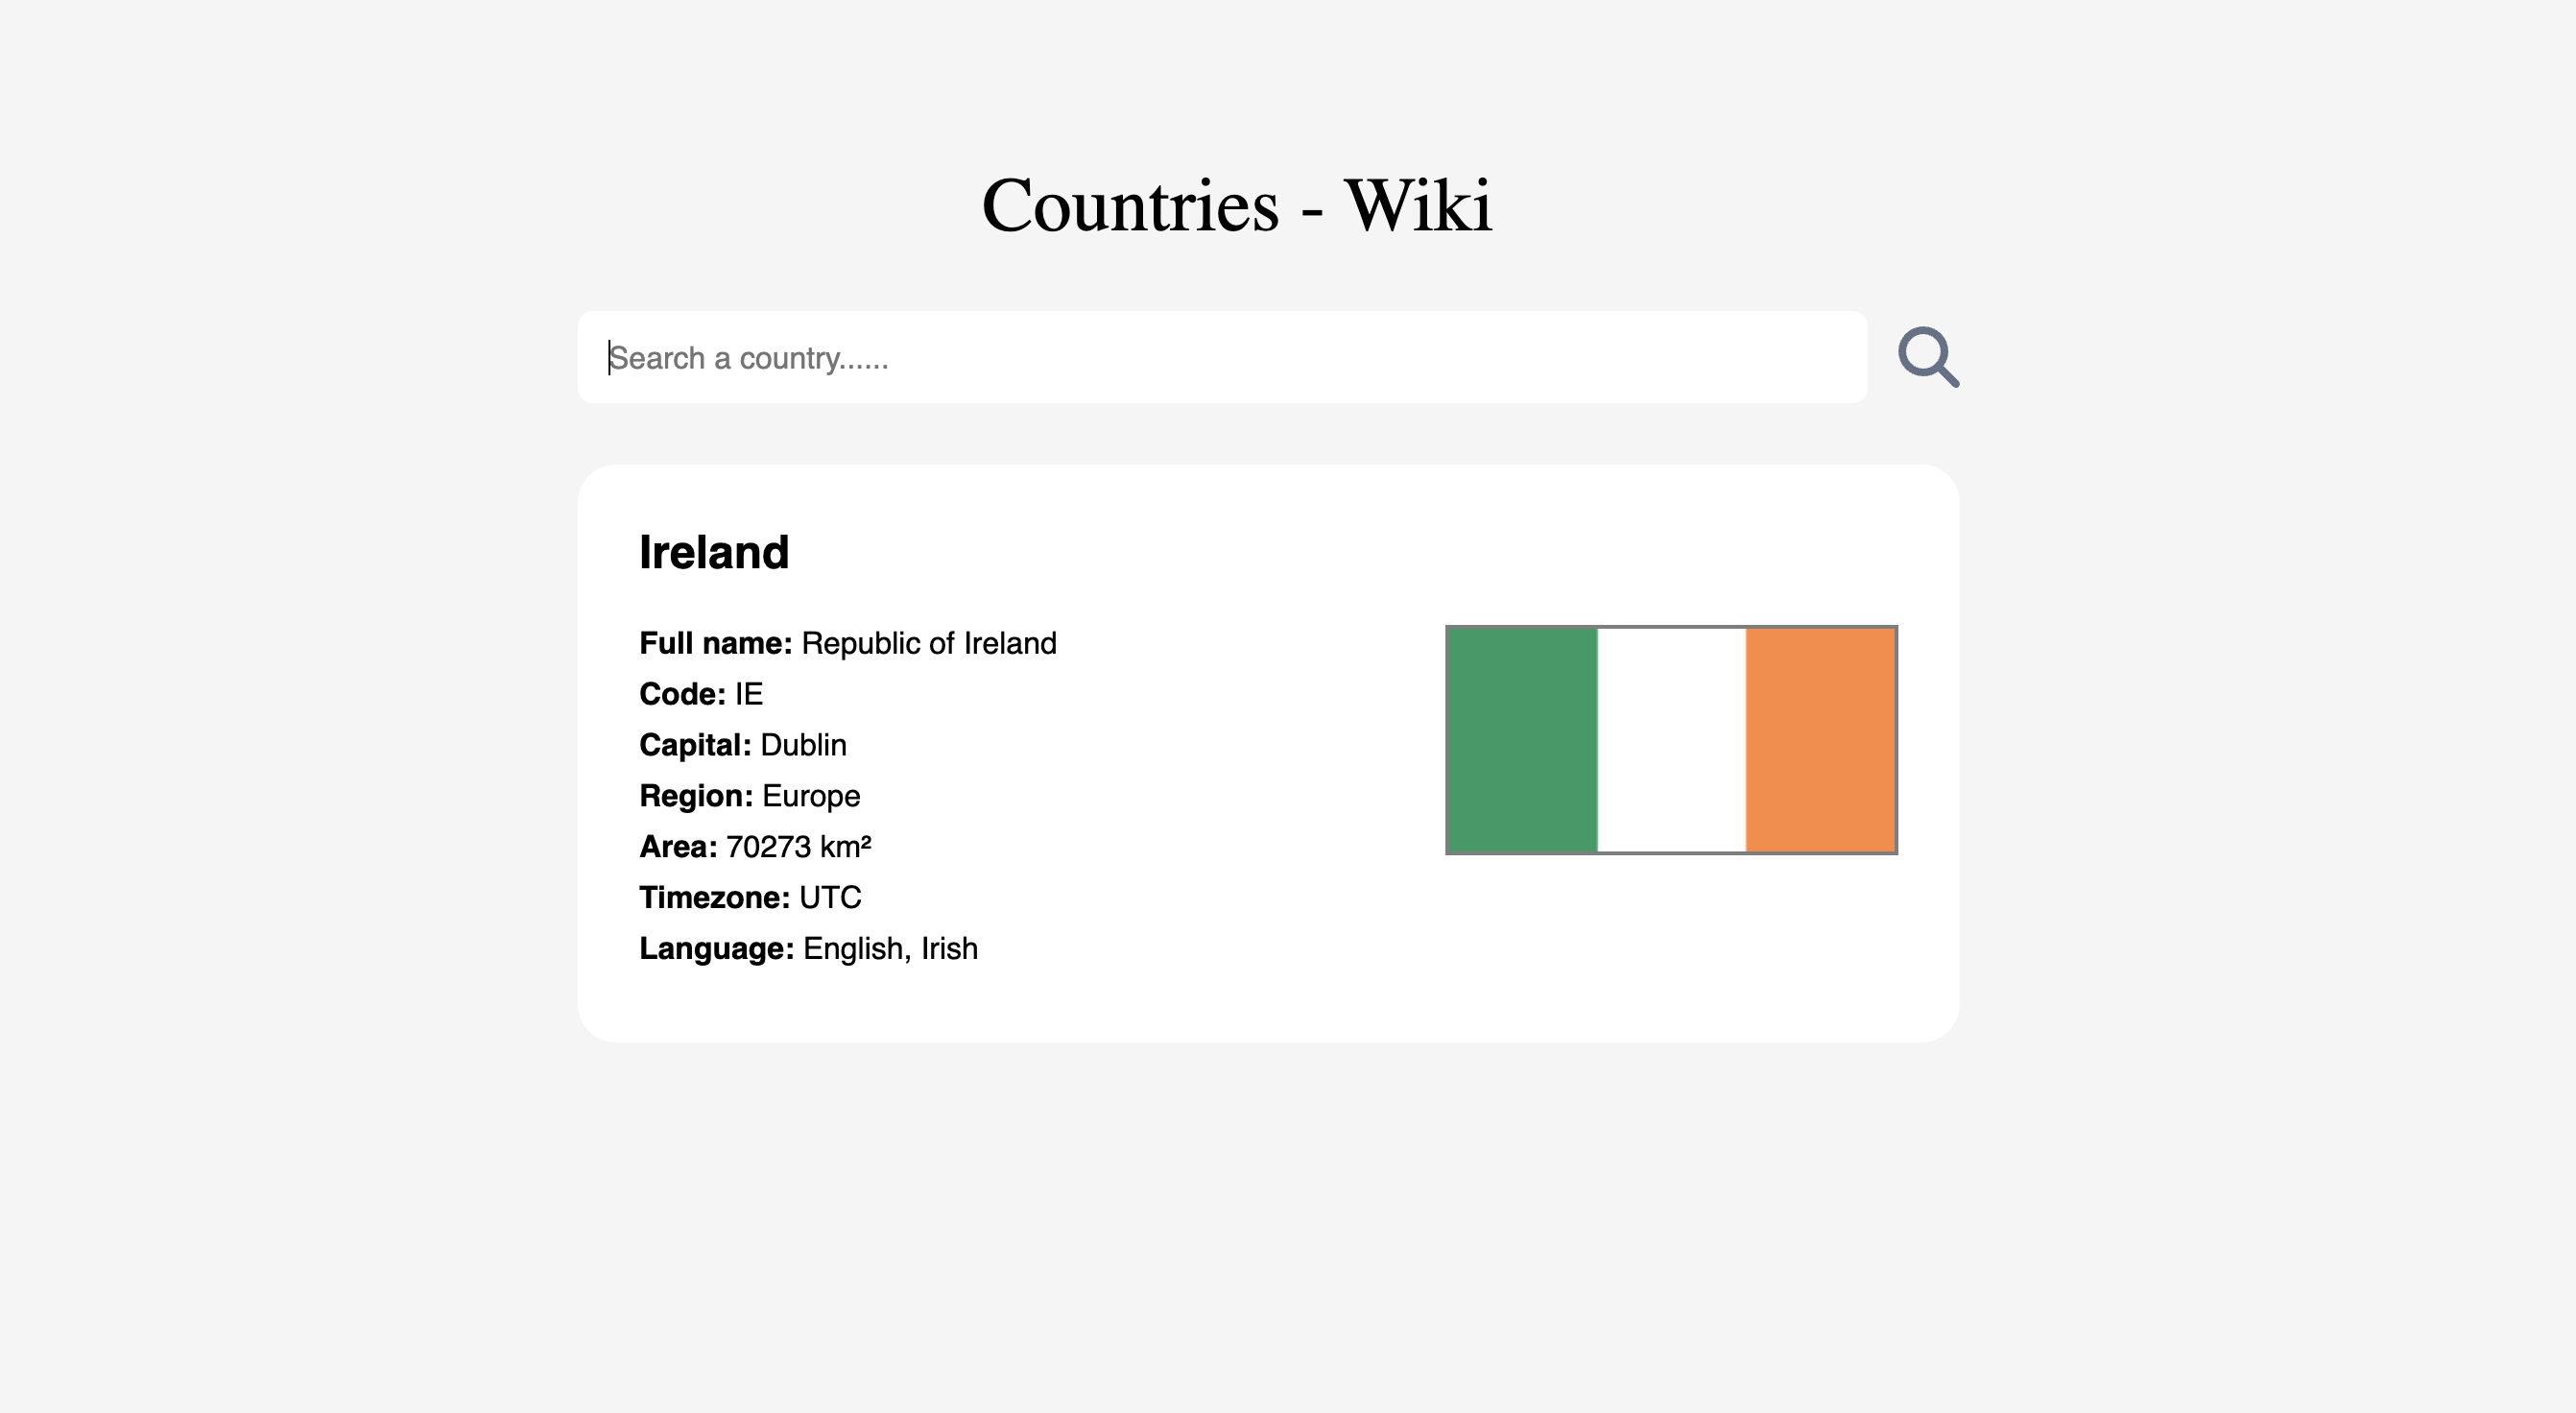 Countries - Wiki
Search a country......
Ireland
Full name: Republic of Ireland
Code: IE
Capital: Dublin
Region: Europe
Area: 70273 km²
Timezone: UTC
Language: English, Irish